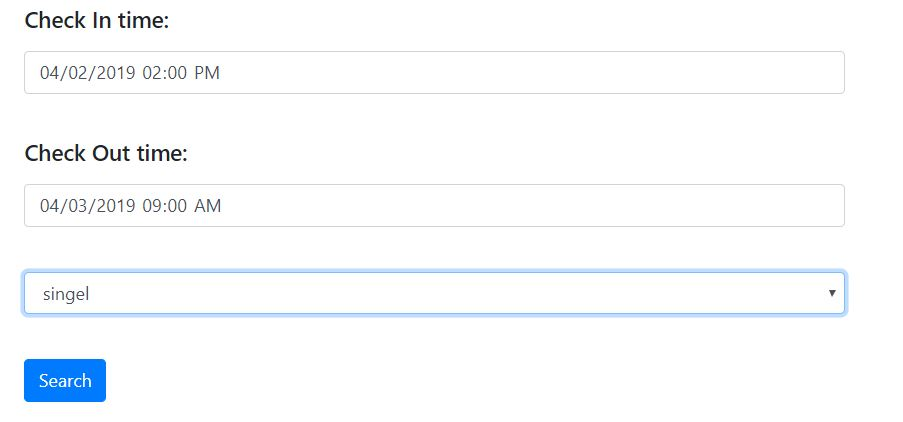 Check In time:
04/02/2019 02:00 PM
Check Out time:
04/03/2019 09:00 AM
singel
Search